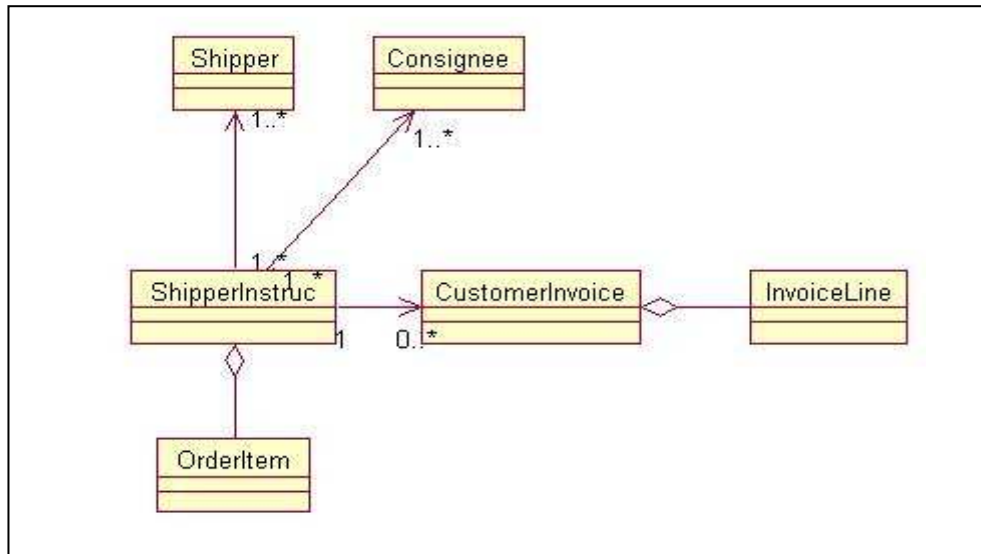 Shipper
Consignee
1..*
1..*
1..*
1..*
ShipperInstruc
CustomerInvoice
InvoiceLine
1
0..*
OrderItem